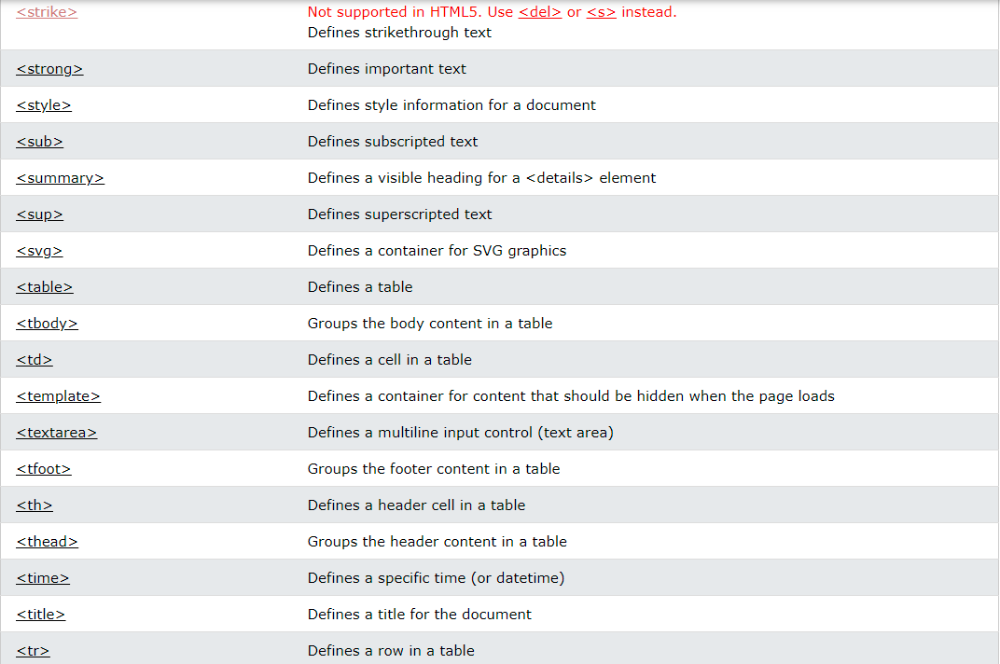 <strike> Not supported in HTML5. Use <del> or <s> instead.
Defines strikethrough text
<strong> Defines important text
<style> Defines style information for a document
<sub> Defines subscripted text
<summary> Defines a visible heading for a <details> element
<sup> Defines superscripted text
<svg> Defines a container for SVG graphics
<table> Defines a table
<tbody> Groups the body content in a table
<td> Defines a cell in a table
<template> Defines a container for content that should be hidden when the page loads
<textarea> Defines a multiline input control (text area)
<tfoot> Groups the footer content in a table
<th> Defines a header cell in a table
<thead> Groups the header content in a table
<time> Defines a specific time (or datetime)
<title> Defines a title for the document
<tr> Defines a row in a table